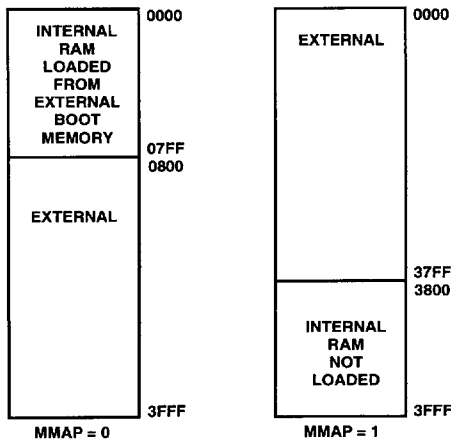 INTERNAL
RAM
LOADED
FROM
EXTERNAL
BOOT
MEMORY
0000
07FF
0800
EXTERNAL
3FFF
MMAP = 0
EXTERNAL
0000
37FF
3800
INTERNAL
RAM
NOT
LOADED
3FFF
MMAP = 1